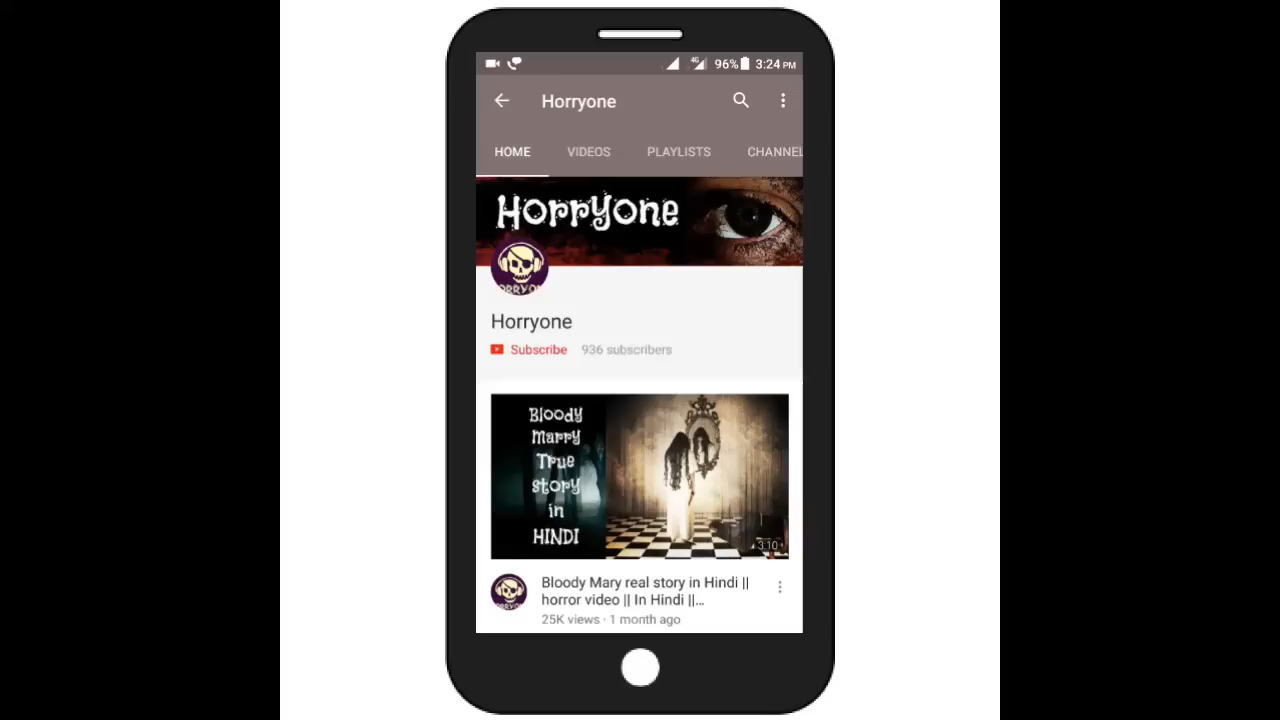 4G 96% 3:24 PM
Horryone
HOME VIDEOS PLAYLISTS CHANNEL
HorrYone
Horryone
Subscribe 936 subscribers
Bloody
Marry
True
story
in
HINDI
3:10
Bloody Mary real story in Hindi ||
horror video || In Hindi ||...
25K views · 1 month ago